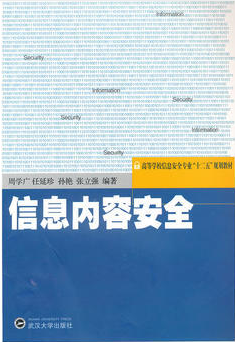 Information
Security
Information
Security
Security
Information
Security
高等学校信息安全专业"十二五"规划教材
周学广 任延珍 孙艳 张立强 编著
信息内容安全
武汉大学出版社